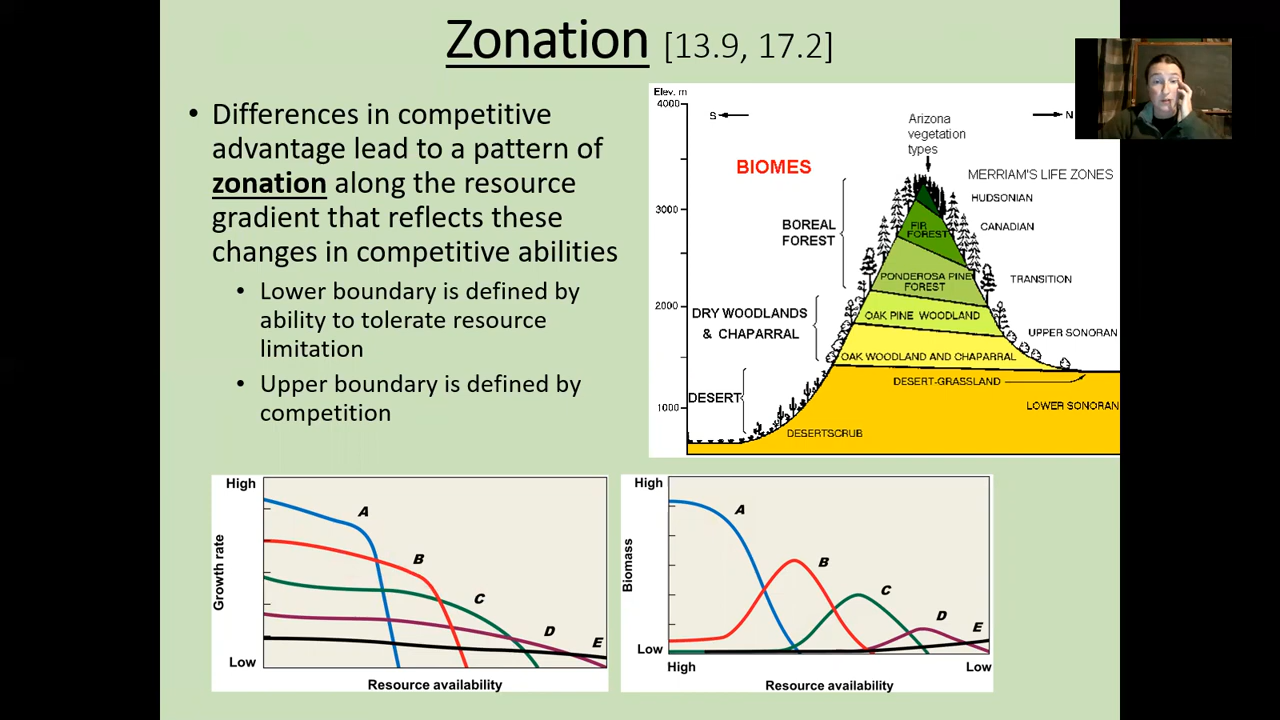 Zonation [13.9, 17.2]
• Differences in competitive
advantage lead to a pattern of
zonation along the resource
gradient that reflects these
changes in competitive abilities
• Lower boundary is defined by
ability to tolerate resource
limitation
• Upper boundary is defined by
competition
Elev. m
4000
3000
2000
1000
S
N
Arizona
vegetation
types
BIOMES
MERRIAM'S LIFE ZONES
HUDSONIAN
BOREAL
FOREST
FIR
FOREST
CANADIAN
PONDEROSA PINE
FOREST
TRANSITION
DRY WOODLANDS
& CHAPARRAL
OAK PINE WOODLAND
UPPER SONORAN
OAK WOODLAND AND CHAPARRAL
DESERT-GRASSLAND
DESERT
LOWER SONORAN
DESERTSCRUB
High
Growth rate
Low
A
B
C
D
E
Resource availability
High
Biomass
Low
A
B
C
D
E
High
Low
Resource availability